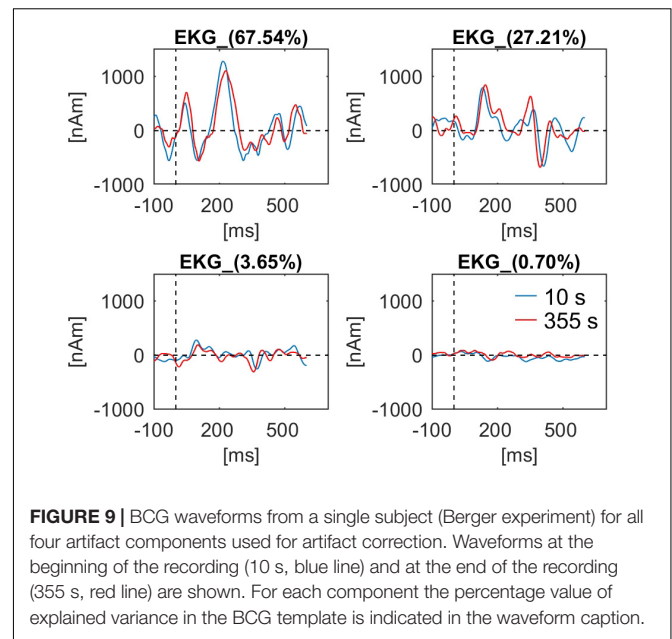 EKG_(67.54%)
EKG_(27.21%)
1000
0
-1000
[nAm]
-100 200 500
[ms]
1000
0
-1000
[nAm]
-100 200 500
[ms]
EKG_(3.65%)
EKG_(0.70%)
1000
0
-1000
[nAm]
-100 200 500
[ms]
1000
0
-1000
[nAm]
10 s
355 s
-100 200 500
[ms]
FIGURE 9 | BCG waveforms from a single subject (Berger experiment) for all
four artifact components used for artifact correction. Waveforms at the
beginning of the recording (10 s, blue line) and at the end of the recording
(355 s, red line) are shown. For each component the percentage value of
explained variance in the BCG template is indicated in the waveform caption.